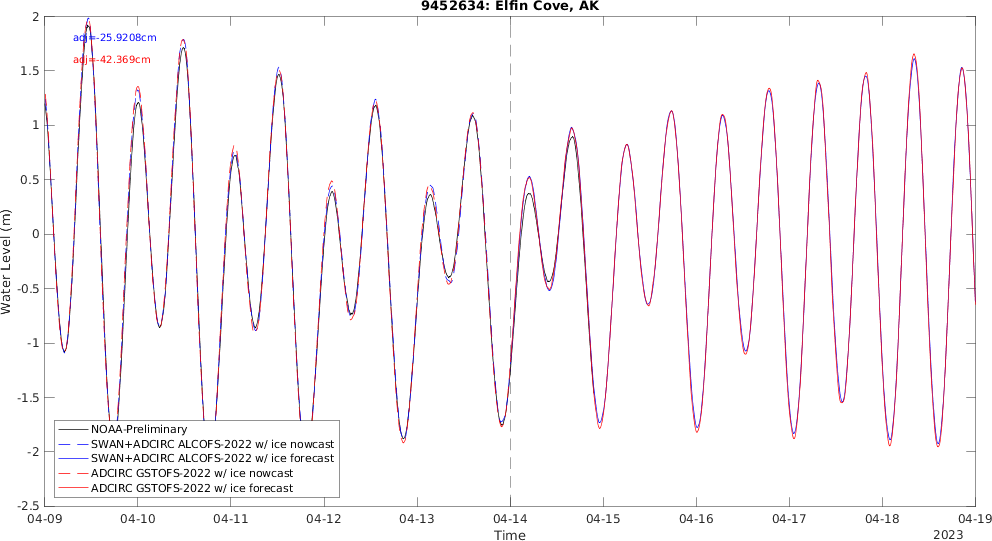 9452634: Elfin Cove, AK
2
1.5
1
0.5
0
-0.5
-1
-1.5
-2
-2.5
Water Level (m)
adj=-25.9208cm
adj=-42.369cm
NOAA-Preliminary
SWAN+ADCIRC ALCOFS-2022 w/ ice nowcast
SWAN+ADCIRC ALCOFS-2022 w/ ice forecast
ADCIRC GSTOFS-2022 w/ ice nowcast
ADCIRC GSTOFS-2022 w/ ice forecast
04-09 04-10 04-11 04-12 04-13 04-14 04-15 04-16 04-17 04-18 04-19
Time
2023